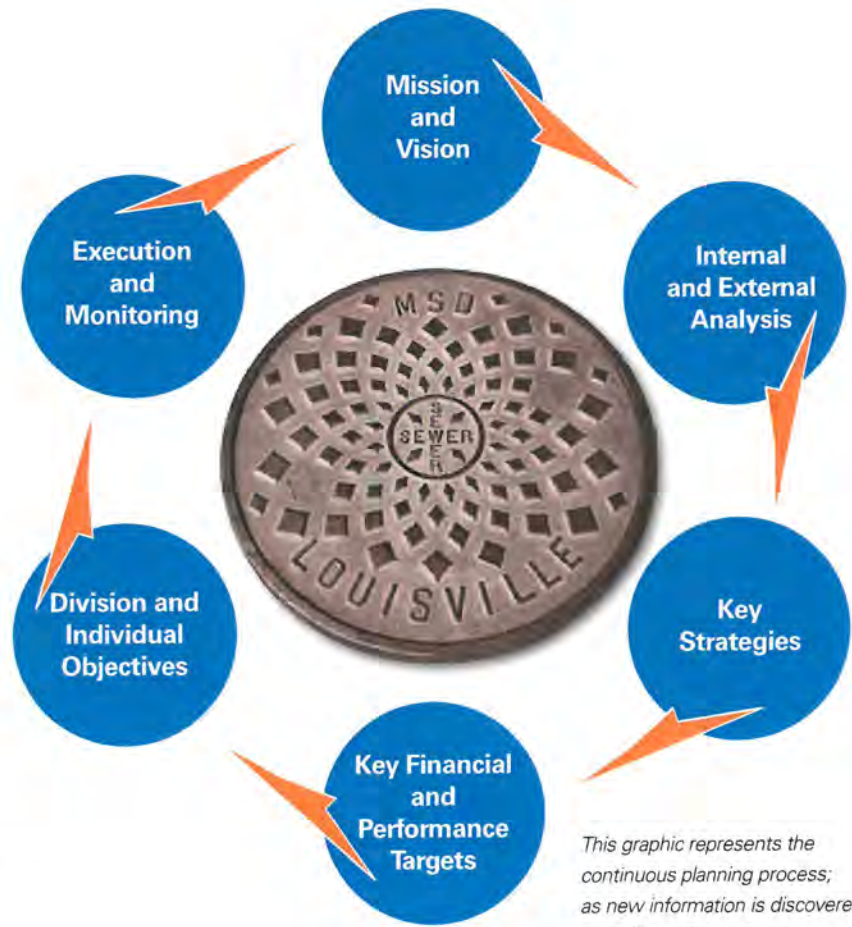 Mission
and
Vision
Internal
and External
Analysis
Key
Strategies
Key Financial
and
Performance
Targets
Division and
Individual
Objectives
Execution
and
Monitoring
MSD
SEWER
SEWER
LOUISVILLE
This graphic represents the
continuous planning process;
as new information is